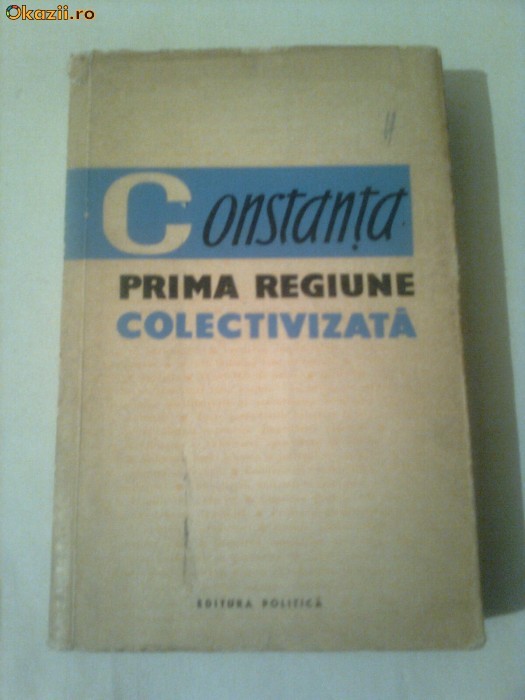 Okazii.ro
Constanța
PRIMA REGIUNE
COLECTIVIZATĂ
EDITURA POLITICĂ